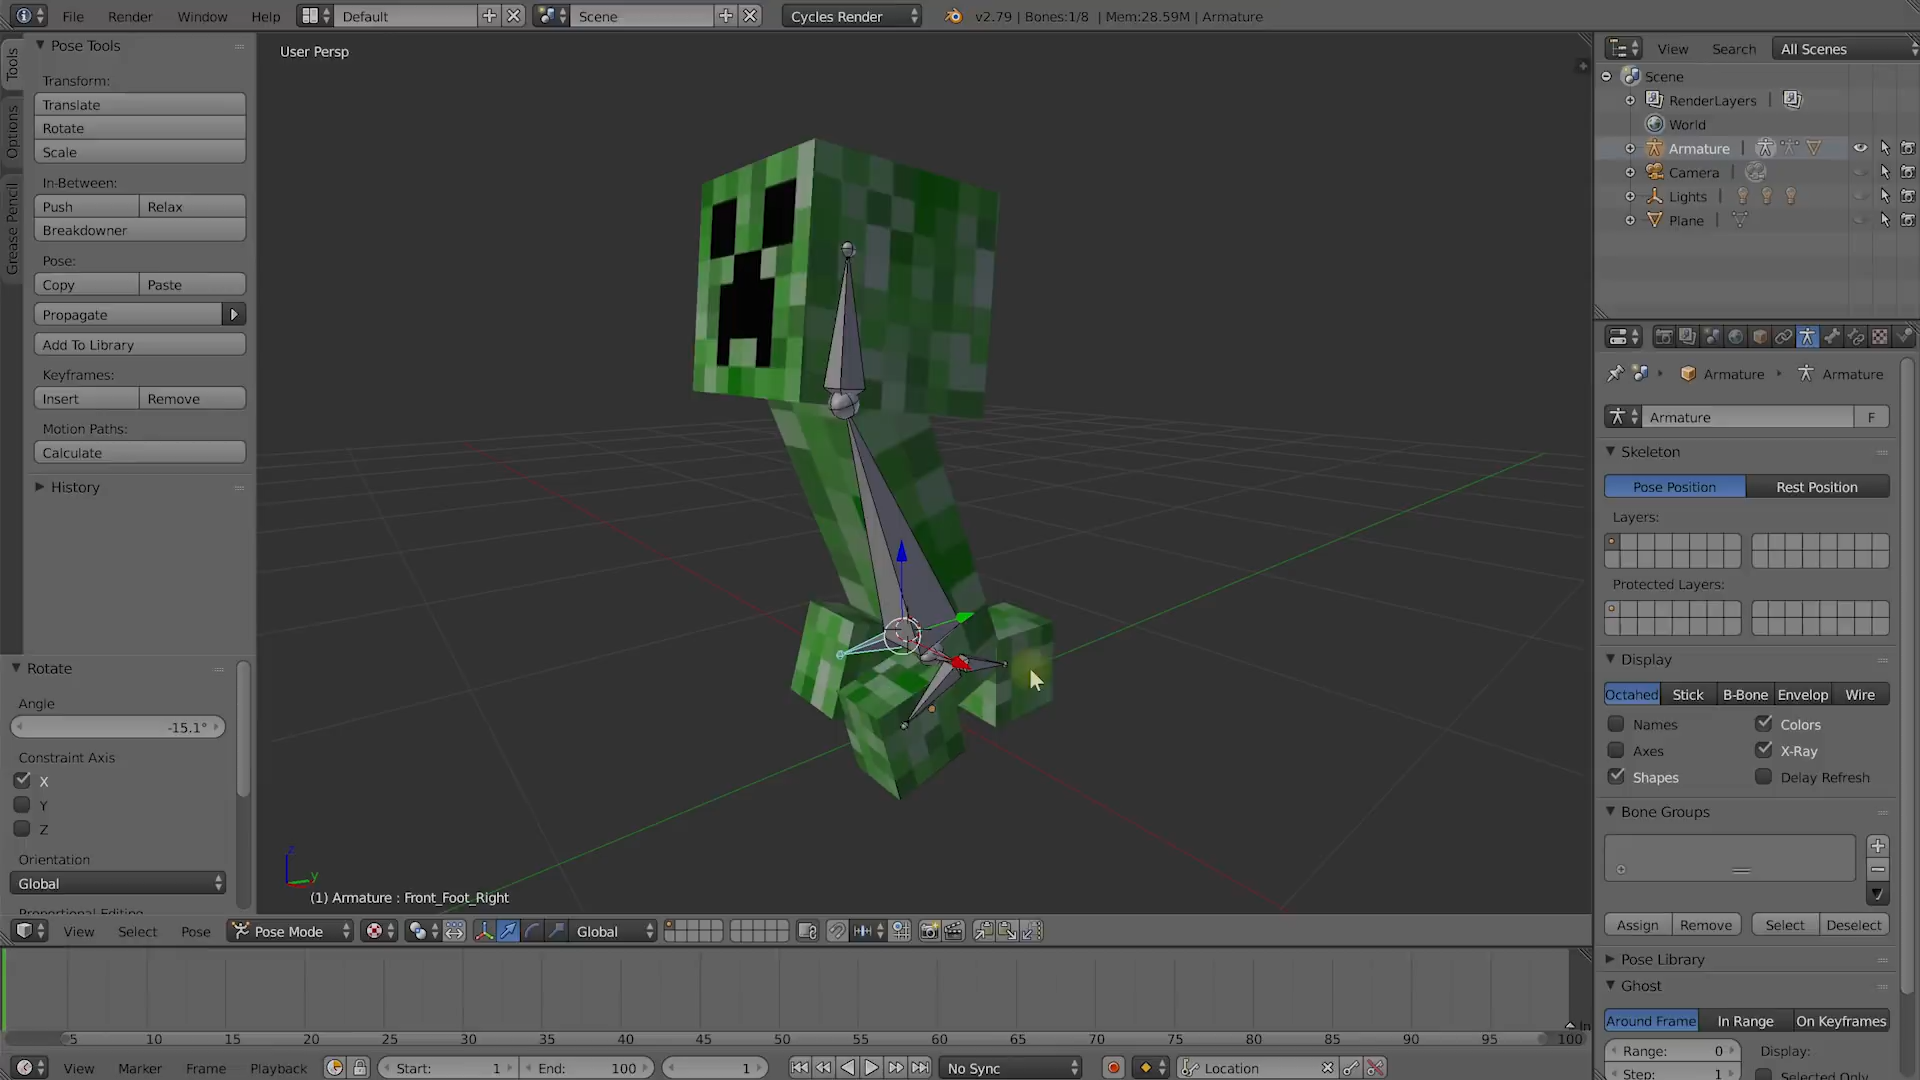 File Render Window Help Default Scene Cycles Render v2.79 | Bones:1/8 | Mem:28.59M | Armature
Tools
Options
Grease Pencil
Pose Tools
Transform:
Translate
Rotate
Scale
In-Between:
Push Relax
Breakdowner
Pose:
Copy Paste
Propagate
Add To Library
Keyframes:
Insert Remove
Motion Paths:
Calculate
History
Rotate
Angle
-15.1°
Constraint Axis
X
Y
Z
Orientation
Global
User Persp
z
y
(1) Armature : Front_Foot_Right
View Select Pose Pose Mode Global
5 10 15 20 25 30 35 40 45 50 55 60 65 70 75 80 85 90 95 100
View Marker Frame Playback Start: 1 End: 100 1 No Sync Location
View Search All Scenes
Scene
RenderLayers |
World
Armature |
Camera |
Lights |
Plane |
Armature Armature
Armature F
Skeleton
Pose Position Rest Position
Layers:
Protected Layers:
Display
Octahed Stick B-Bone Envelop Wire
Names Colors
Axes X-Ray
Shapes Delay Refresh
Bone Groups
Assign Remove Select Deselect
Pose Library
Ghost
Around Frame In Range On Keyframes
Range: 0 Display:
Step: 1 Selected Only